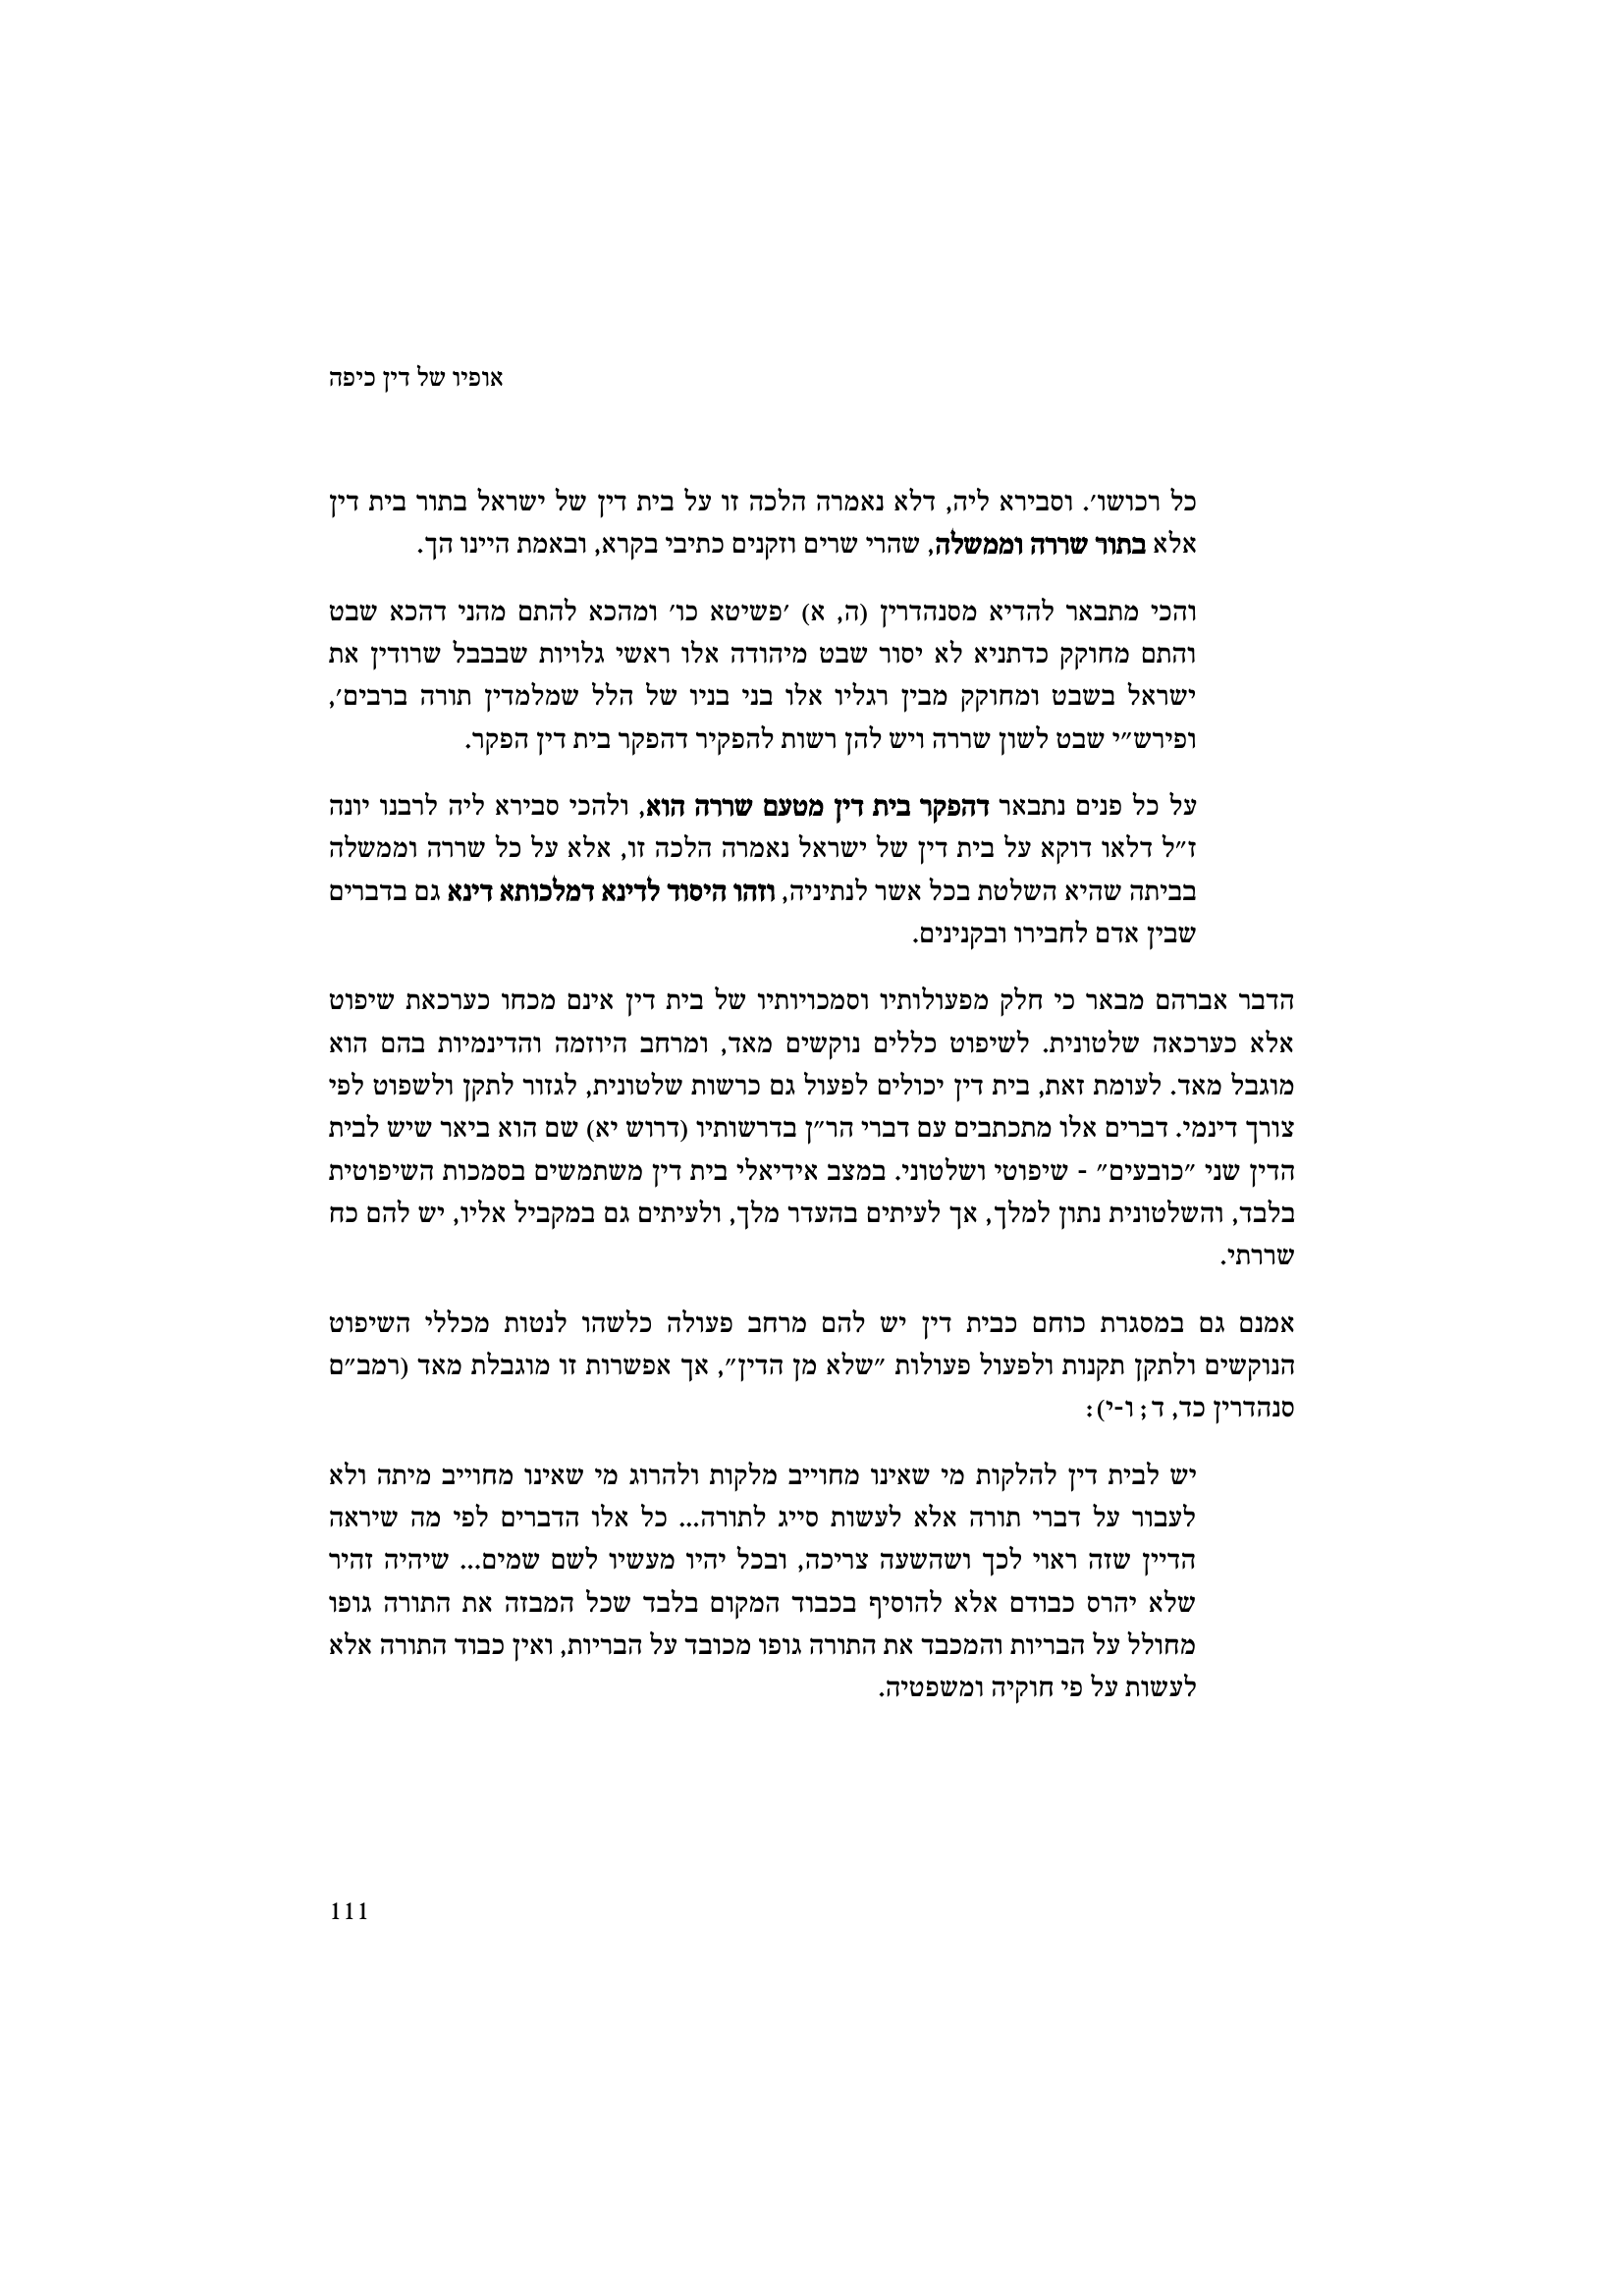 אופיו של דין כיפה
כל רכושו׳. וסבירא ליה, דלא נאמרה הלכה זו על בית דין של ישראל בתור בית דין
אלא בתור שררה וממשלה, שהרי שרים וזקנים כתיבי בקרא, ובאמת היינו הך.
והכי מתבאר להדיא מסנהדרין (ה, א) ׳פשיטא כו׳ ומהכא להתם מהני דהכא שבט
והתם מחוקק כדתניא לא יסור שבט מיהודה אלו ראשי גלויות שבבבל שרודין את
ישראל בשבט ומחוקק מבין רגליו אלו בני בניו של הלל שמלמדין תורה ברבים׳,
ופירש״י שבט לשון שררה ויש להן רשות להפקיר דהפקר בית דין הפקר.
על כל פנים נתבאר דהפקר בית דין מטעם שררה הוא, ולהכי סבירא ליה לרבנו יונה
ז״ל דלאו דוקא על בית דין של ישראל נאמרה הלכה זו, אלא על כל שררה וממשלה
בביתה שהיא השלטת בכל אשר לנתיניה, וזהו היסוד לדינא דמלכותא דינא גם בדברים
שבין אדם לחבירו ובקנינים.
הדבר אברהם מבאר כי חלק מפעולותיו וסמכויותיו של בית דין אינם מכחו כערכאת שיפוט
אלא כערכאה שלטונית. לשיפוט כללים נוקשים מאד, ומרחב היוזמה והדינמיות בהם הוא
מוגבל מאד. לעומת זאת, בית דין יכולים לפעול גם כרשות שלטונית, לגזור לתקן ולשפוט לפי
צורך דינמי. דברים אלו מתכתבים עם דברי הר״ן בדרשותיו (דרוש יא) שם הוא ביאר שיש לבית
הדין שני ״כובעים״ - שיפוטי ושלטוני. במצב אידיאלי בית דין משתמשים בסמכות השיפוטית
בלבד, והשלטונית נתון למלך, אך לעיתים בהעדר מלך, ולעיתים גם במקביל אליו, יש להם כח
שררתי.
אמנם גם במסגרת כוחם כבית דין יש להם מרחב פעולה כלשהו לנטות מכללי השיפוט
הנוקשים ולתקן תקנות ולפעול פעולות ״שלא מן הדין״, אך אפשרות זו מוגבלת מאד (רמב״ם
סנהדרין כד, ד; ו-י):
יש לבית דין להלקות מי שאינו מחוייב מלקות ולהרוג מי שאינו מחוייב מיתה ולא
לעבור על דברי תורה אלא לעשות סייג לתורה... כל אלו הדברים לפי מה שיראה
הדיין שזה ראוי לכך ושהשעה צריכה, ובכל יהיו מעשיו לשם שמים... שיהיה זהיר
שלא יהרס כבודם אלא להוסיף בכבוד המקום בלבד שכל המבזה את התורה גופו
מחולל על הבריות והמכבד את התורה גופו מכובד על הבריות, ואין כבוד התורה אלא
לעשות על פי חוקיה ומשפטיה.
111